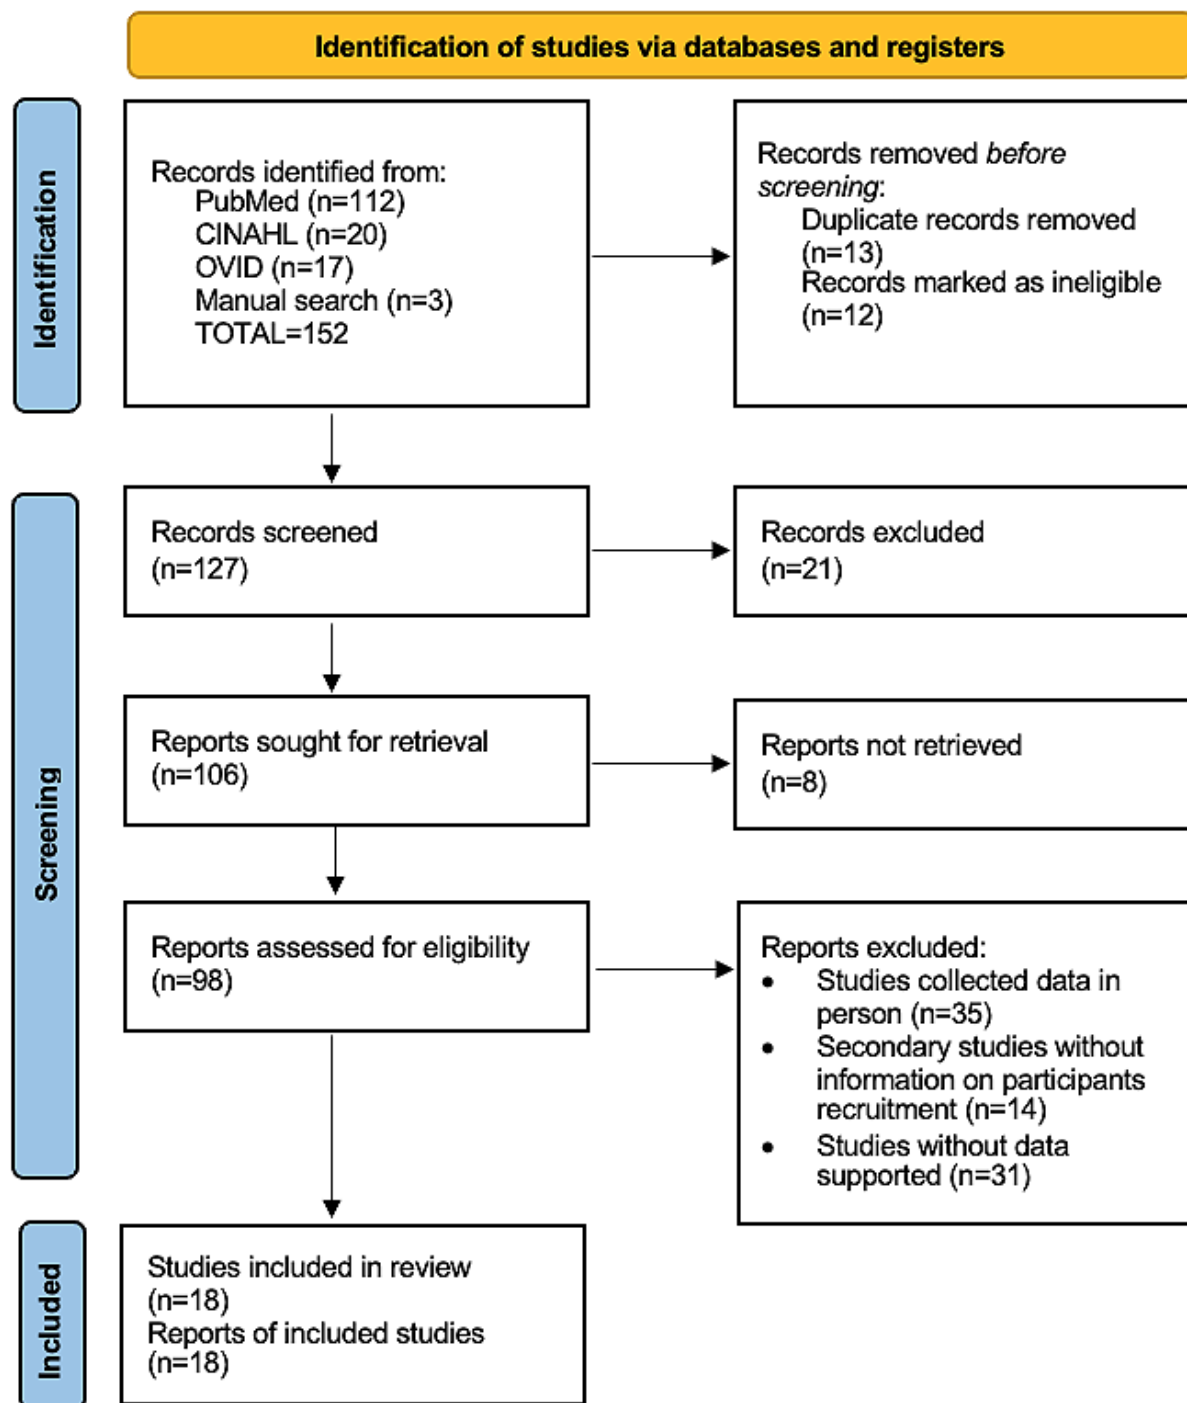 Identification of studies via databases and registers
Identification
Records identified from:
PubMed (n=112)
CINAHL (n=20)
OVID (n=17)
Manual search (n=3)
TOTAL=152
Records removed before
screening:
Duplicate records removed
(n=13)
Records marked as ineligible
(n=12)
Screening
Records screened
(n=127)
Records excluded
(n=21)
Reports sought for retrieval
(n=106)
Reports not retrieved
(n=8)
Reports assessed for eligibility
(n=98)
Reports excluded:
• Studies collected data in
person (n=35)
• Secondary studies without
information on participants
recruitment (n=14)
• Studies without data
supported (n=31)
Included
Studies included in review
(n=18)
Reports of included studies
(n=18)